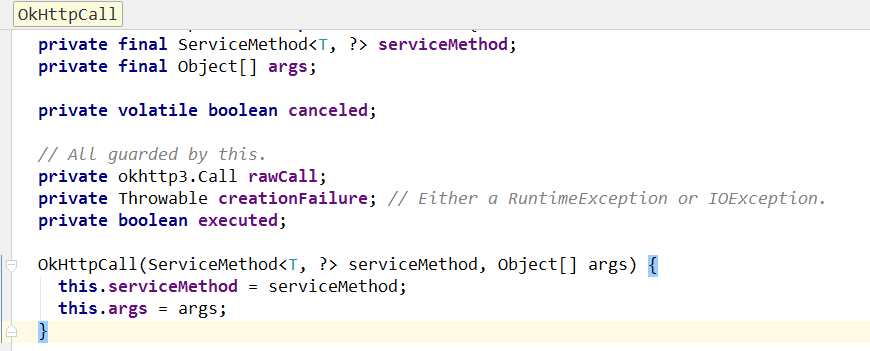 OkHttpCall
private final ServiceMethod<T, ?> serviceMethod;
private final Object[] args;
private volatile boolean canceled;
// All guarded by this.
private okhttp3.Call rawCall;
private Throwable creationFailure; // Either a RuntimeException or IOException.
private boolean executed;
OkHttpCall(ServiceMethod<T, ?> serviceMethod, Object[] args) {
this.serviceMethod = serviceMethod;
this.args = args;
}